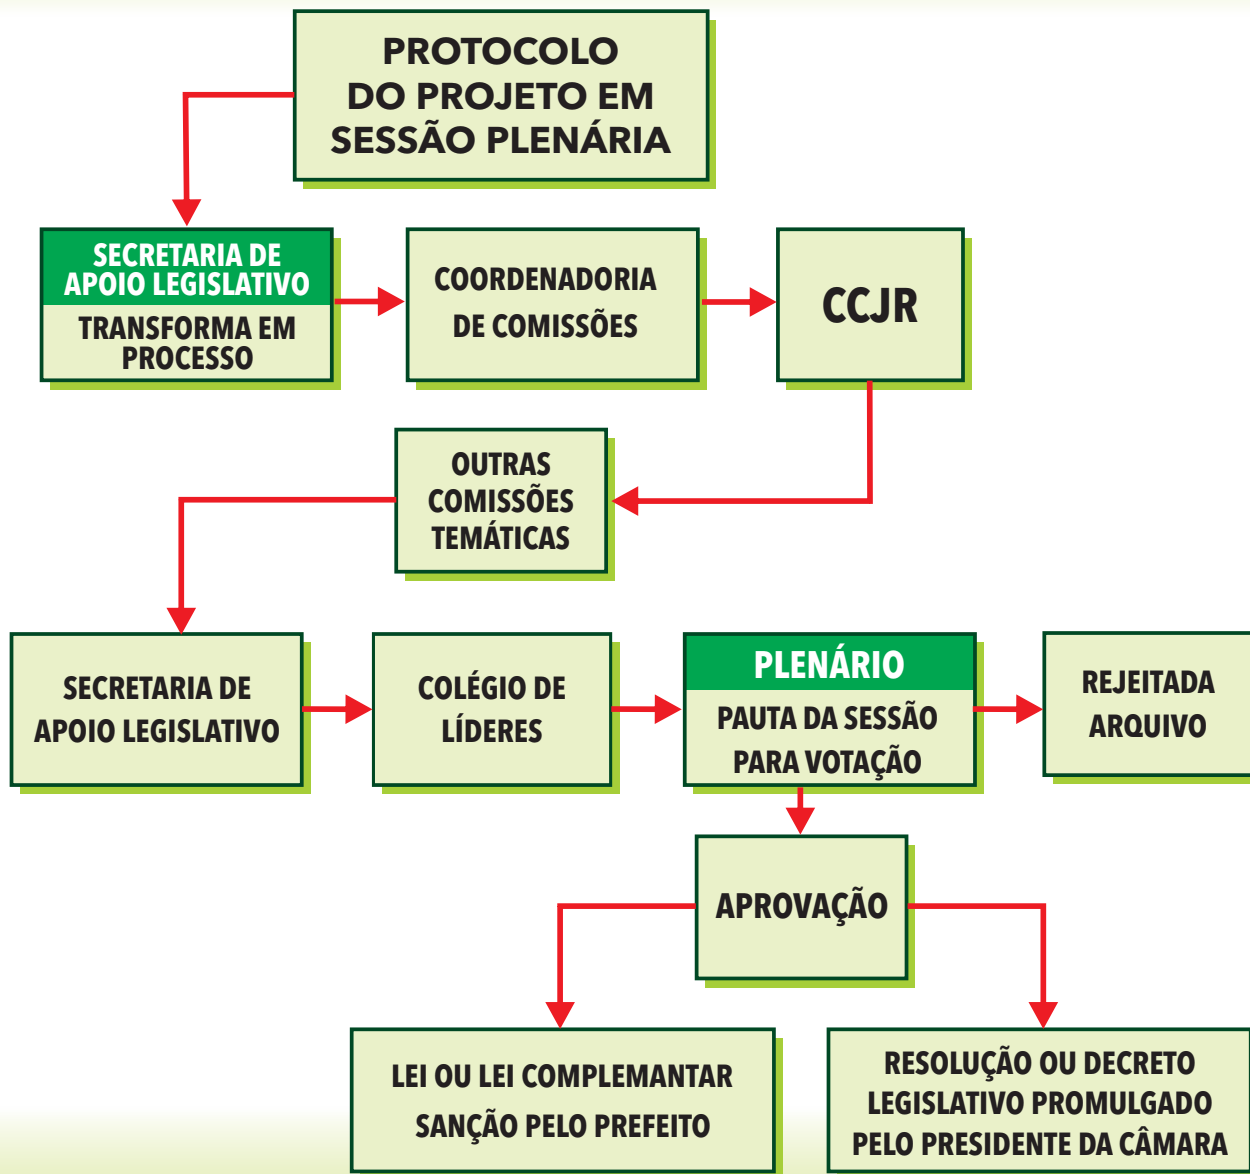 PROTOCOLO
DO PROJETO EM
SESSÃO PLENÁRIA
SECRETARIA DE
APOIO LEGISLATIVO
TRANSFORMA EM
PROCESSO
COORDENADORIA
DE COMISSÕES
CCJR
OUTRAS
COMISSÕES
TEMÁTICAS
SECRETARIA DE
APOIO LEGISLATIVO
COLÉGIO DE
LÍDERES
PLENÁRIO
PAUTA DA SESSÃO
PARA VOTAÇÃO
REJEITADA
ARQUIVO
APROVAÇÃO
LEI OU LEI COMPLEMANTAR
SANÇÃO PELO PREFEITO
RESOLUÇÃO OU DECRETO
LEGISLATIVO PROMULGADO
PELO PRESIDENTE DA CÂMARA